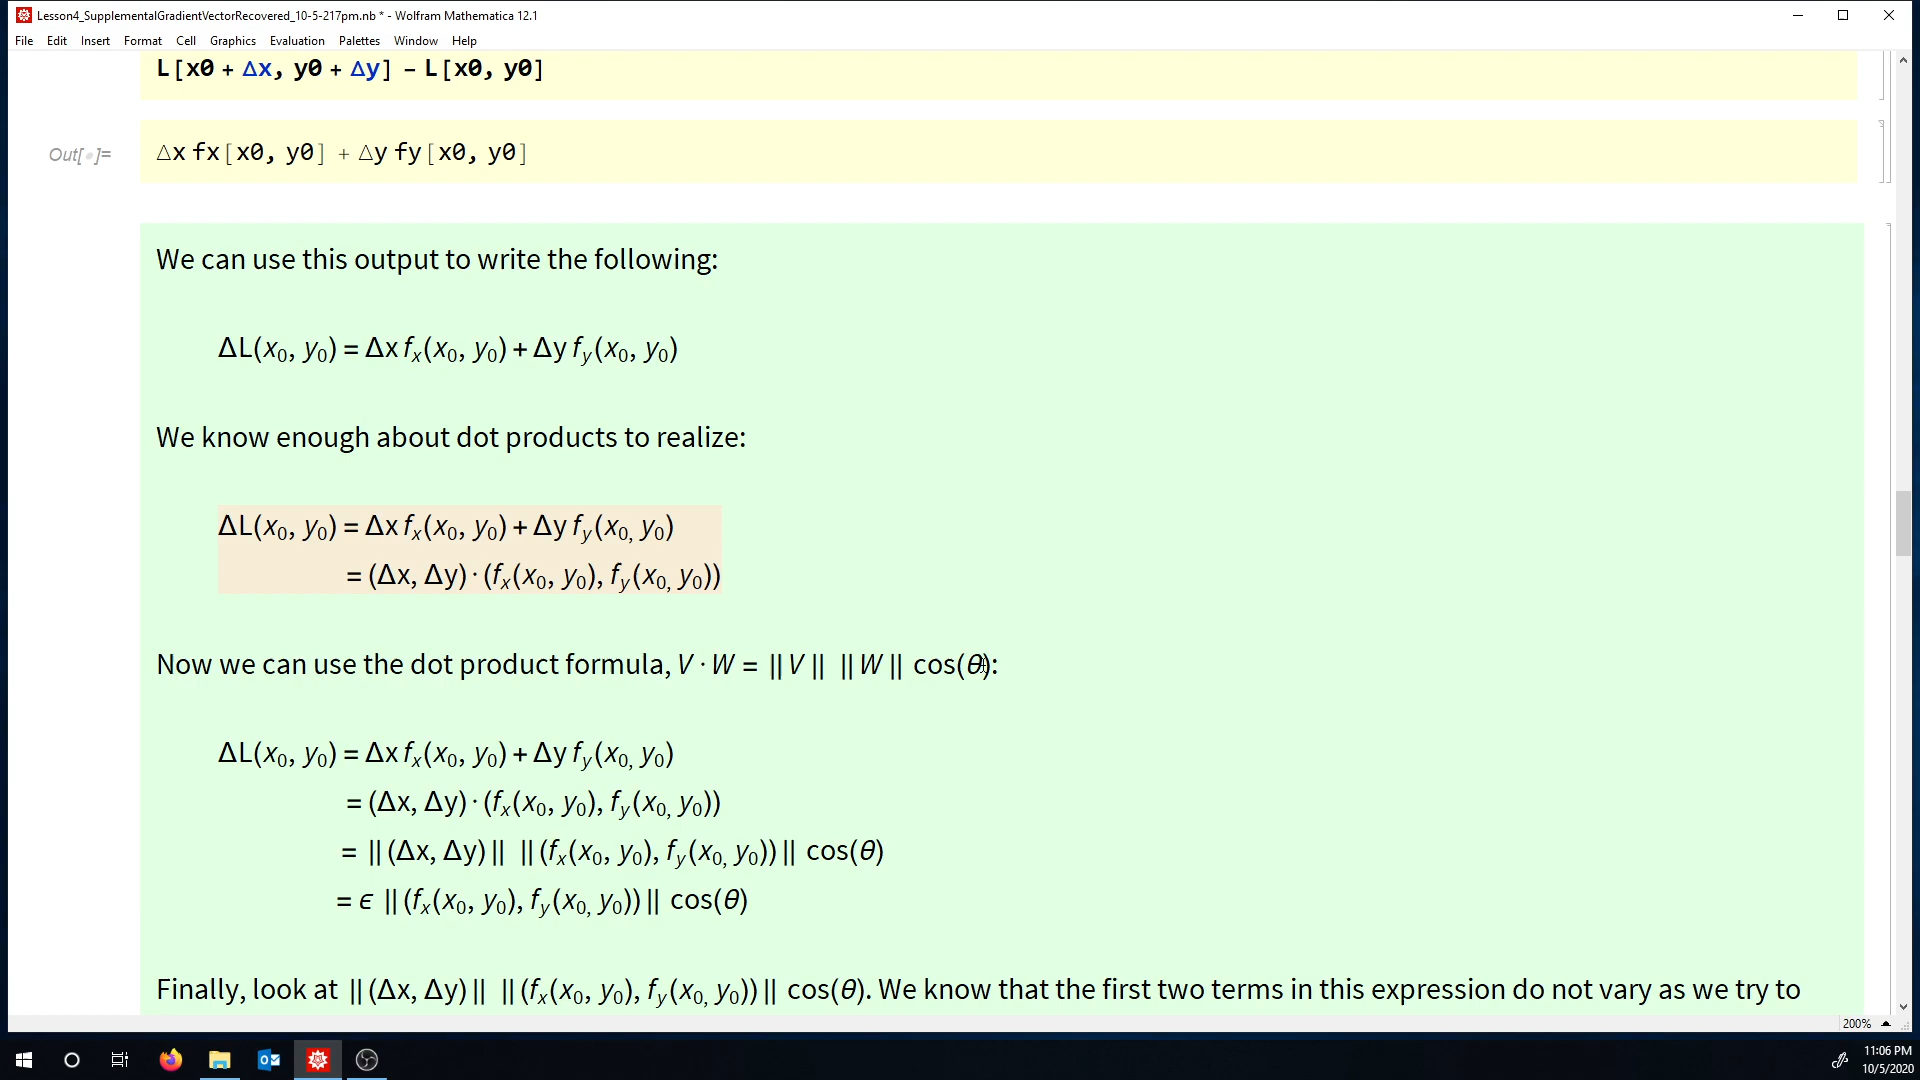 Lesson4_SupplementalGradientVectorRecovered_10-5-217pm.nb * - Wolfram Mathematica 12.1
File Edit Insert Format Cell Graphics Evaluation Palettes Window Help
L[x0 + Δx, y0 + Δy] - L[x0, y0]
Out[•]= Δx fx[x0, y0] + Δy fy[x0, y0]
We can use this output to write the following:
ΔL(x₀, y₀) = Δx fₓ(x₀, y₀) + Δy f_y(x₀, y₀)
We know enough about dot products to realize:
ΔL(x₀, y₀) = Δx fₓ(x₀, y₀) + Δy f_y(x₀, y₀)
= (Δx, Δy) · (fₓ(x₀, y₀), f_y(x₀, y₀))
Now we can use the dot product formula, V · W = ||V|| ||W|| cos(θ):
ΔL(x₀, y₀) = Δx fₓ(x₀, y₀) + Δy f_y(x₀, y₀)
= (Δx, Δy) · (fₓ(x₀, y₀), f_y(x₀, y₀))
= ||(Δx, Δy)|| ||(fₓ(x₀, y₀), f_y(x₀, y₀))|| cos(θ)
= ϵ ||(fₓ(x₀, y₀), f_y(x₀, y₀))|| cos(θ)
Finally, look at ||(Δx, Δy)|| ||(fₓ(x₀, y₀), f_y(x₀, y₀))|| cos(θ). We know that the first two terms in this expression do not vary as we try to
200%
11:06 PM
10/5/2020